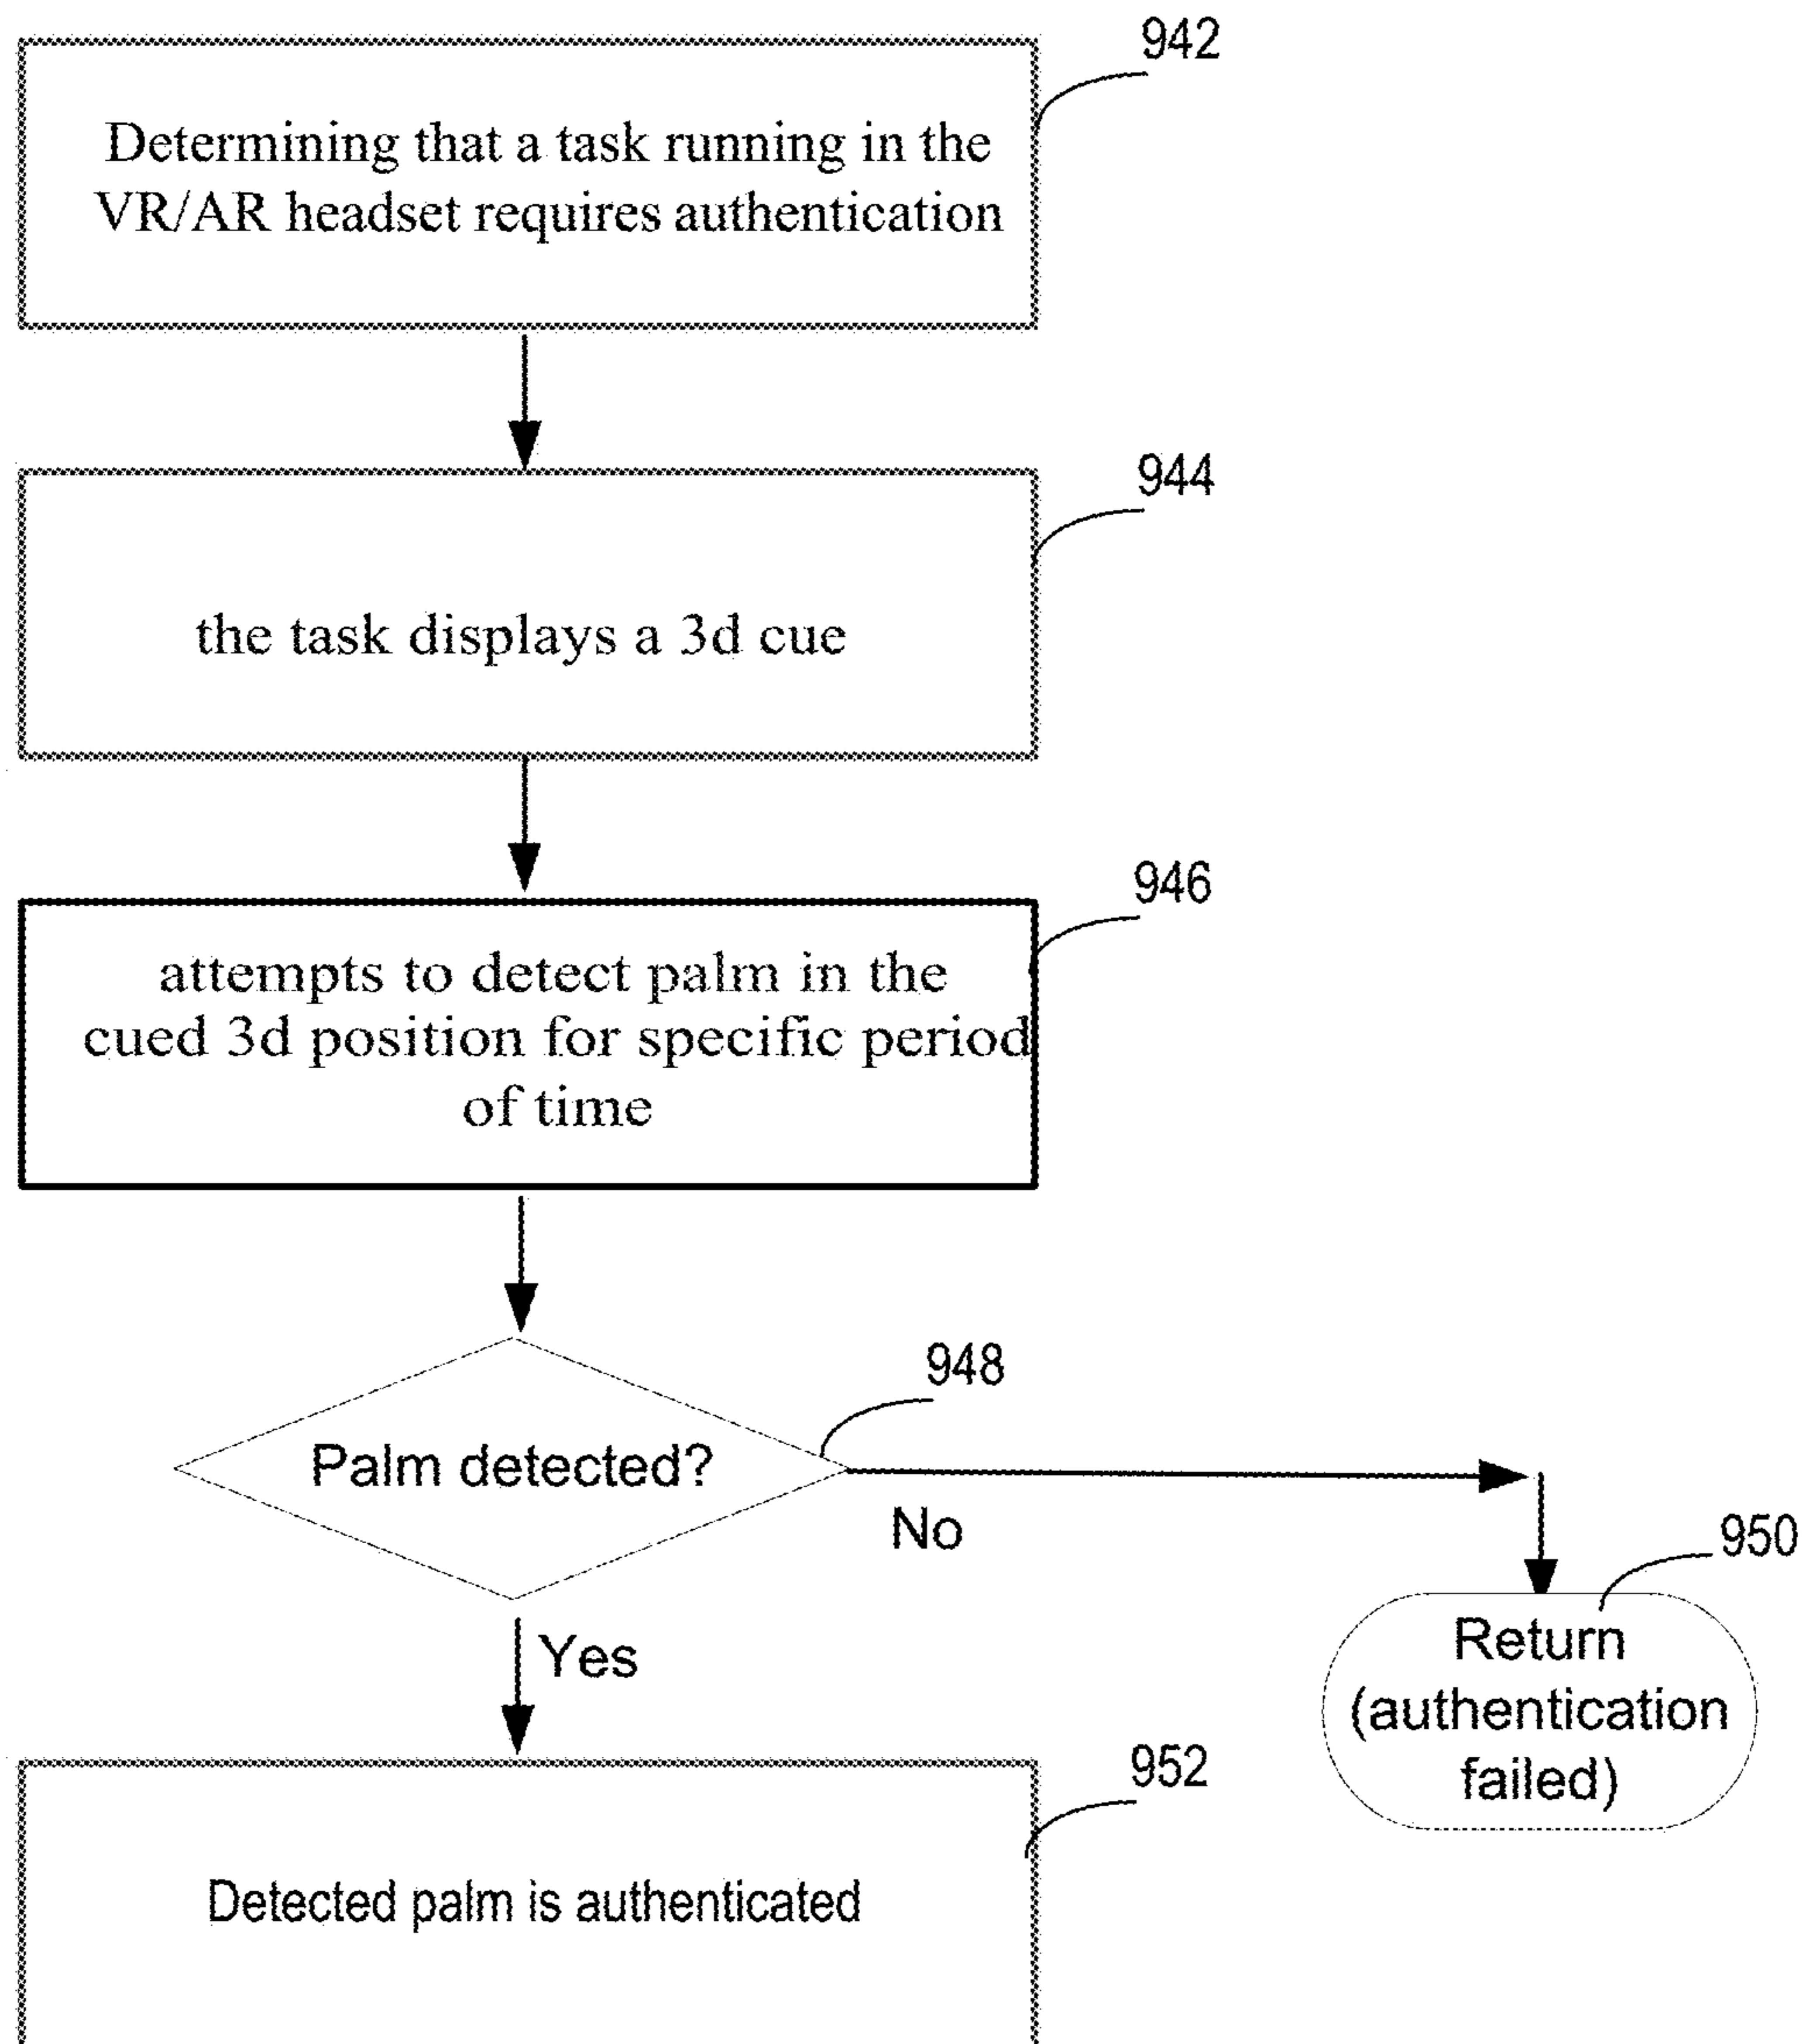 942
Determining that a task running in the
VR/AR headset requires authentication
944
the task displays a 3d cue
946
attempts to detect palm in the
cued 3d position for specific period
of time
948
Palm detected?
No
950
Return
(authentication
failed)
Yes
952
Detected palm is authenticated